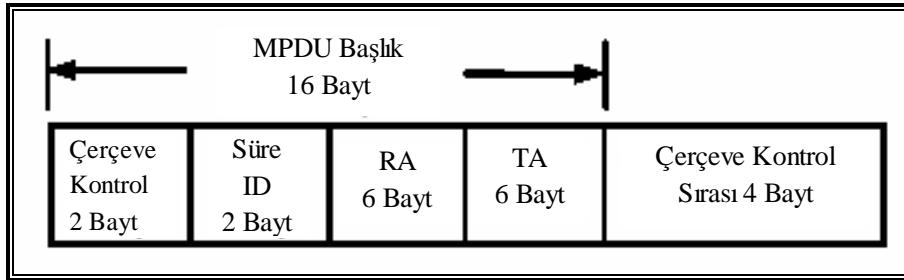 MPDU Başlık
16 Bayt
Çerçeve
Kontrol
2 Bayt
Süre
ID
2 Bayt
RA
6 Bayt
TA
6 Bayt
Çerçeve Kontrol
Sırası 4 Bayt